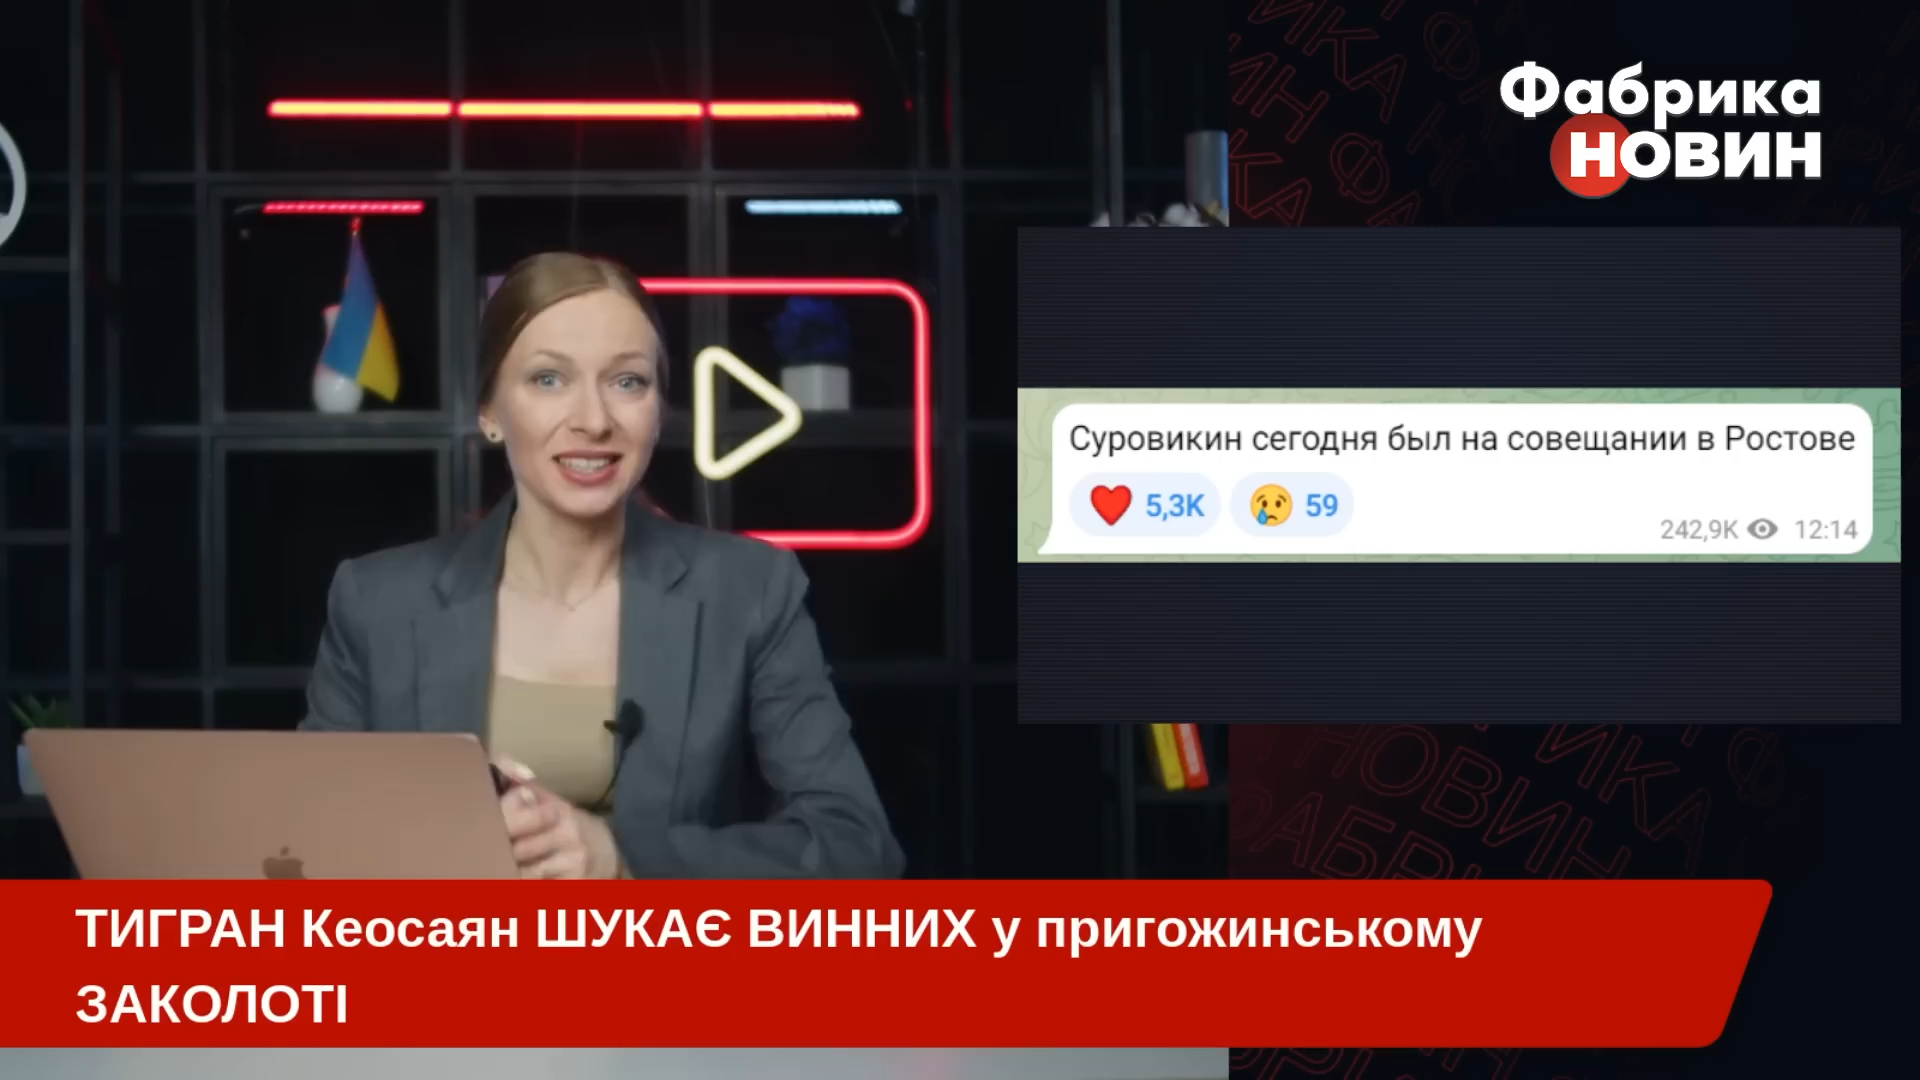 Фабрика
НОВИН
Суровикин сегодня был на совещании в Ростове
5,3K 59
242,9K 12:14
ТИГРАН Кеосаян ШУКАЄ ВИННИХ у пригожинському
ЗАКОЛОТІ